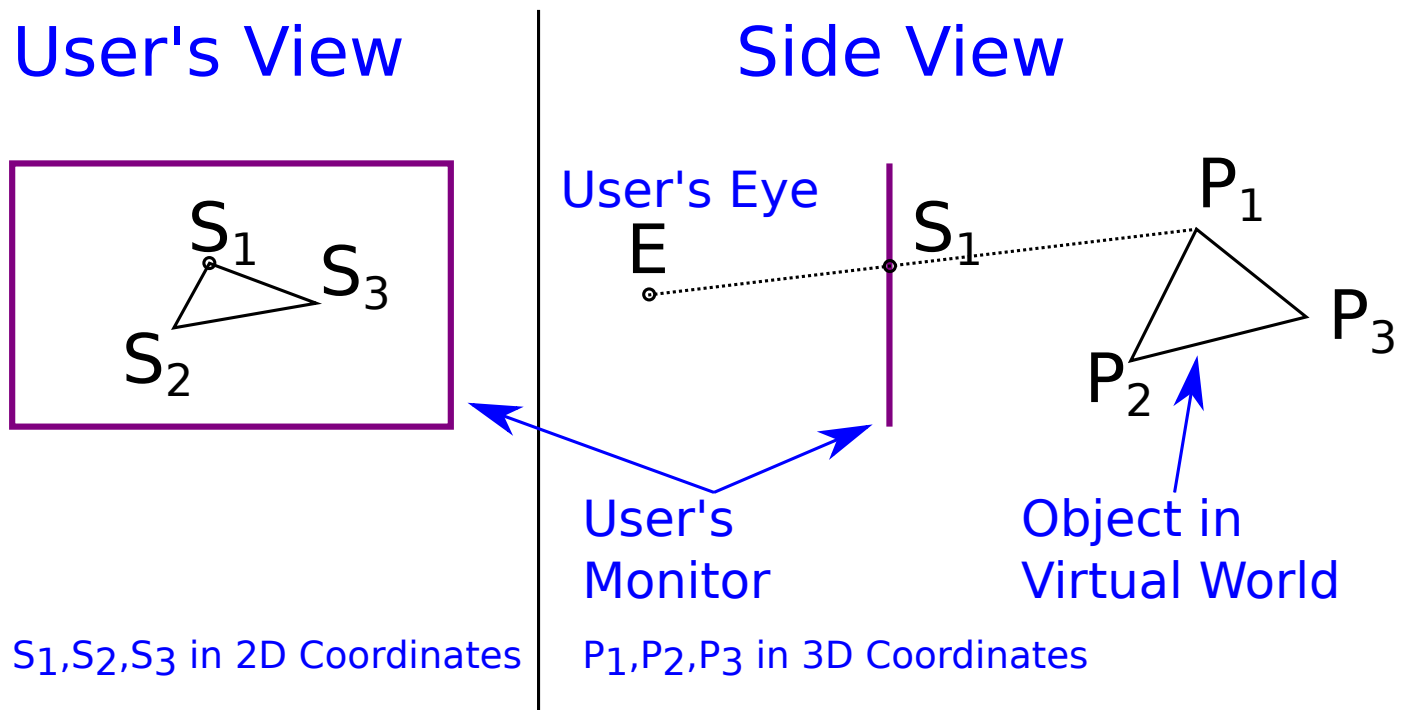 User's View
S1
S3
S2
S1,S2,S3 in 2D Coordinates
Side View
User's Eye
E
S1
P1
P2
P3
User's
Monitor
Object in
Virtual World
P1,P2,P3 in 3D Coordinates